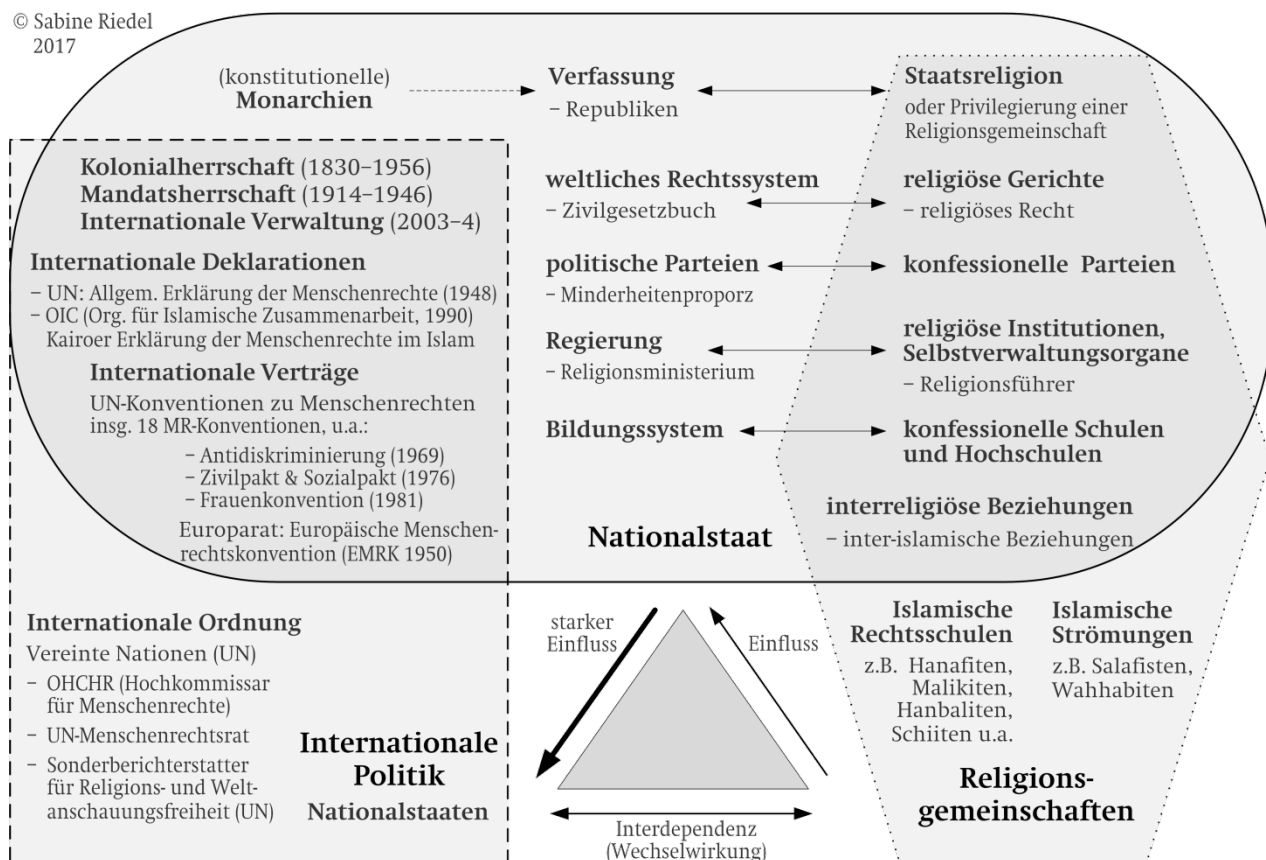 © Sabine Riedel
2017
(konstitutionelle)
Monarchien
Verfassung
– Republiken
Staatsreligion
oder Privilegierung einer
Religionsgemeinschaft
Kolonialherrschaft (1830–1956)
Mandatsherrschaft (1914–1946)
Internationale Verwaltung (2003–4)
weltliches Rechtssystem
– Zivilgesetzbuch
religiöse Gerichte
– religiöses Recht
Internationale Deklarationen
– UN: Allgem. Erklärung der Menschenrechte (1948)
– OIC (Org. für Islamische Zusammenarbeit, 1990)
Kairoer Erklärung der Menschenrechte im Islam
politische Parteien
– Minderheitenproporz
konfessionelle Parteien
Regierung
– Religionsministerium
religiöse Institutionen,
Selbstverwaltungsorgane
– Religionsführer
Internationale Verträge
UN-Konventionen zu Menschenrechten
insg. 18 MR-Konventionen, u.a.:
– Antidiskriminierung (1969)
– Zivilpakt & Sozialpakt (1976)
– Frauenkonvention (1981)
Europarat: Europäische Menschen-
rechtskonvention (EMRK 1950)
Bildungssystem
konfessionelle Schulen
und Hochschulen
Nationalstaat
interreligiöse Beziehungen
– inter-islamische Beziehungen
Internationale Ordnung
Vereinte Nationen (UN)
– OHCHR (Hochkommissar
für Menschenrechte)
– UN-Menschenrechtsrat
– Sonderberichterstatter
für Religions- und Welt-
anschauungsfreiheit (UN)
Internationale
Politik
Nationalstaaten
starker
Einfluss
Einfluss
Interdependenz
(Wechselwirkung)
Islamische
Rechtsschulen
z.B. Hanafiten,
Malikiten,
Hanbaliten,
Schiiten u.a.
Islamische
Strömungen
z.B. Salafisten,
Wahhabiten
Religions-
gemeinschaften